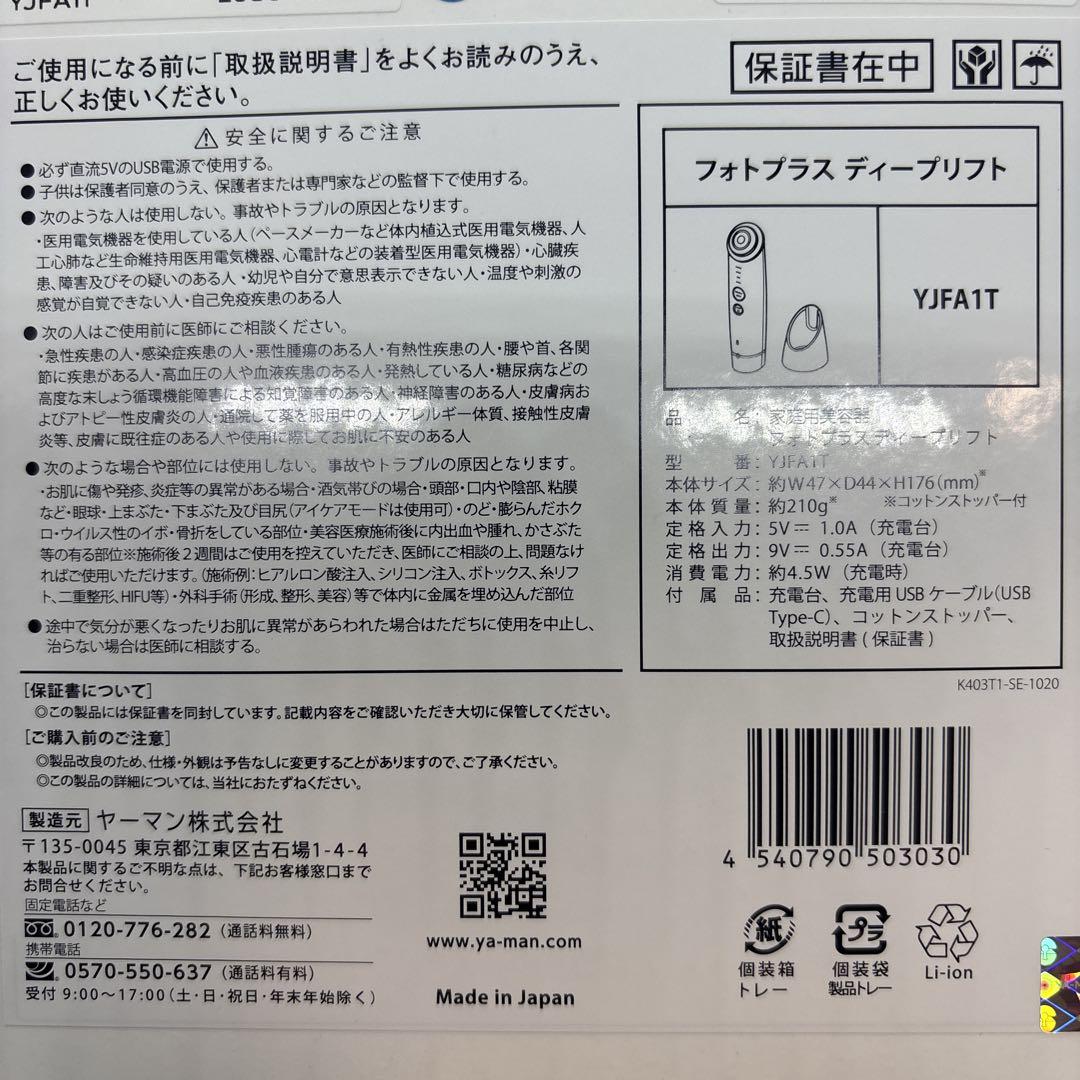 YJFA1T
ご使用になる前に「取扱説明書」をよくお読みのうえ、
正しくお使いください。
安全に関するご注意
●必ず直流5VのUSB電源で使用する。
●子供は保護者同意のうえ、保護者または専門家などの監督下で使用する。
●次のような人は使用しない。事故やトラブルの原因となります。
・医用電気機器を使用している人(ペースメーカーなど体内植込式医用電気機器、人
工心肺など生命維持用医用電気機器、心電計などの装着型医用電気機器)・心臓疾
患、障害及びその疑いのある人・幼児や自分で意思表示できない人・温度や刺激の
感覚が自覚できない人・自己免疫疾患のある人
●次の人はご使用前に医師にご相談ください。
・急性疾患の人・感染症疾患の人・悪性腫瘍のある人・有熱性疾患の人・腰や首、各関
節に疾患がある人・高血圧の人や血液疾患のある人・発熱している人・糖尿病などの
高度な末しょう循環機能障害による知覚障害のある人・神経障害のある人・皮膚病お
よびアトピー性皮膚炎の人・通院して薬を服用中の人・アレルギー体質、接触性皮膚
炎等、皮膚に既往症のある人や使用に際してお肌に不安のある人
●次のような場合や部位には使用しない。事故やトラブルの原因となります。
・お肌に傷や発疹、炎症等の異常がある場合・酒気帯びの場合・頭部・口内や陰部、粘膜
など・眼球・上まぶた・下まぶた及び目尻(アイケアモードは使用可)・のど・膨らんだホク
ロ・ウイルス性のイボ・骨折をしている部位・美容医療施術後に内出血や腫れ、かさぶた
等の有る部位※施術後2週間はご使用を控えていただき、医師にご相談の上、問題なけ
ればご使用いただけます。(施術例:ヒアルロン酸注入、シリコン注入、ボトックス、糸リフ
ト、二重整形、HIFU等)・外科手術(形成、整形、美容)等で体内に金属を埋め込んだ部位
●途中で気分が悪くなったりお肌に異常があらわれた場合はただちに使用を中止し、
治らない場合は医師に相談する。
[保証書について]
◎この製品には保証書を同封しています。記載内容をご確認いただき大切に保管してください。
[ご購入前のご注意]
◎製品改良のため、仕様・外観は予告なしに変更することがありますので、ご了承ください。
◎この製品の詳細については、当社におたずねください。
製造元 ヤーマン株式会社
〒135-0045 東京都江東区古石場1-4-4
本製品に関するご不明な点は、下記お客様窓口まで
お問合せください。
固定電話など
0120-776-282(通話料無料)
携帯電話
0570-550-637(通話料有料)
受付 9:00~17:00(土・日・祝日・年末年始除く)
www.ya-man.com
Made in Japan
保証書在中
フォトプラス ディープリフト
YJFA1T
品名:家庭用美容器
フォトプラス ディープリフト
型番:YJFA1T
本体サイズ:約W47×D44×H176(mm)※
本体質量:約210g※ ※コットンストッパー付
定格入力:5V⎓ 1.0A(充電台)
定格出力:9V⎓ 0.55A(充電台)
消費電力:約4.5W(充電時)
付属品:充電台、充電用USBケーブル(USB
Type-C)、コットンストッパー、
取扱説明書(保証書)
K403T1-SE-1020
4 540790 503030
紙
個装箱
トレー
プラ
個装袋
製品トレー
Li-ion